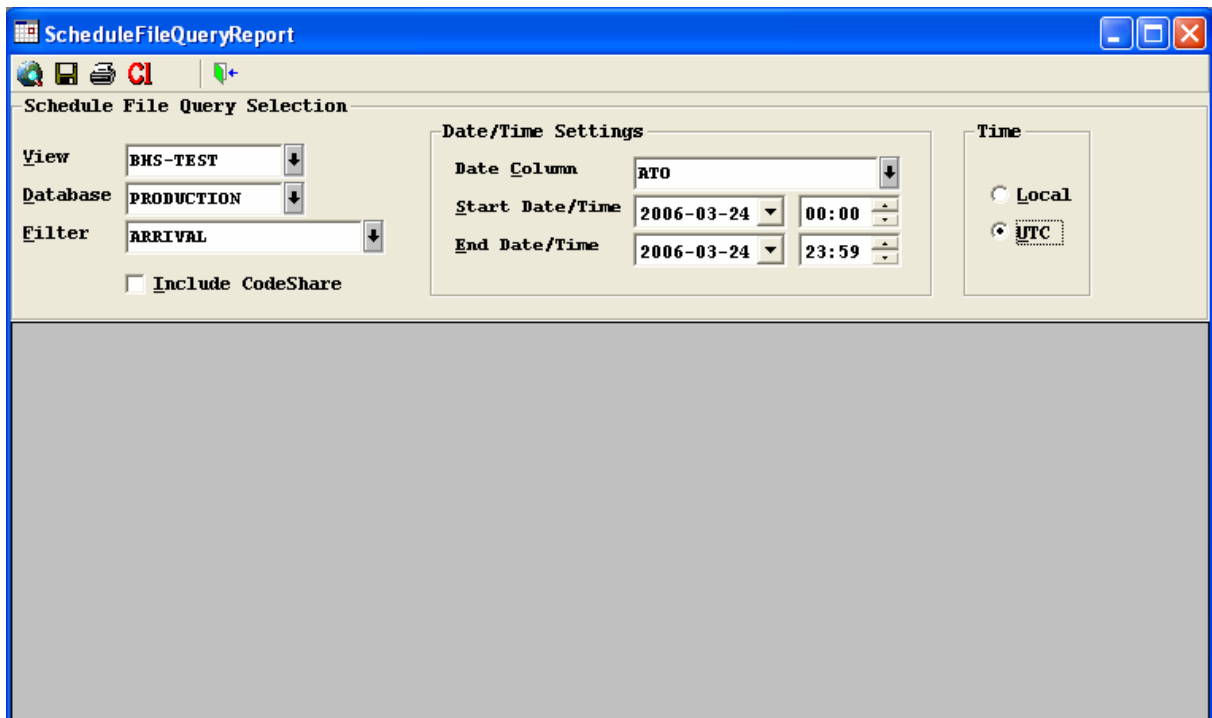 ScheduleFileQueryReport
Cl
Schedule File Query Selection
View BHS-TEST
Database PRODUCTION
Filter ARRIVAL
Include CodeShare
Date/Time Settings
Date Column ATO
Start Date/Time 2006-03-24 00:00
End Date/Time 2006-03-24 23:59
Time
Local
UTC